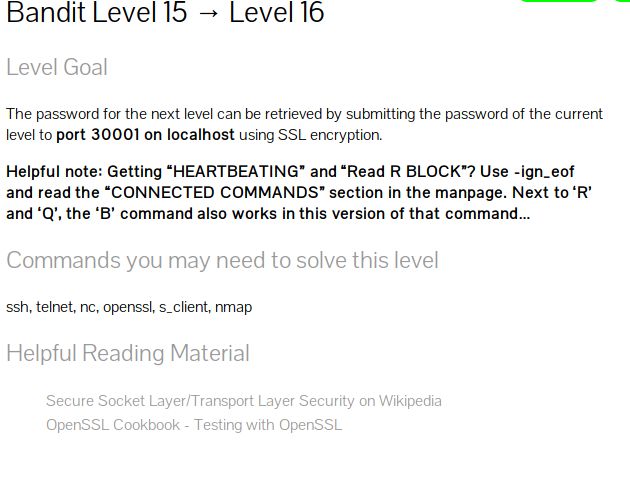 Bandit Level 15 → Level 16
Level Goal
The password for the next level can be retrieved by submitting the password of the current
level to port 30001 on localhost using SSL encryption.
Helpful note: Getting “HEARTBEATING” and “Read R BLOCK”? Use -ign_eof
and read the “CONNECTED COMMANDS” section in the manpage. Next to ‘R’
and ‘Q’, the ‘B’ command also works in this version of that command…
Commands you may need to solve this level
ssh, telnet, nc, openssl, s_client, nmap
Helpful Reading Material
Secure Socket Layer/Transport Layer Security on Wikipedia
OpenSSL Cookbook - Testing with OpenSSL